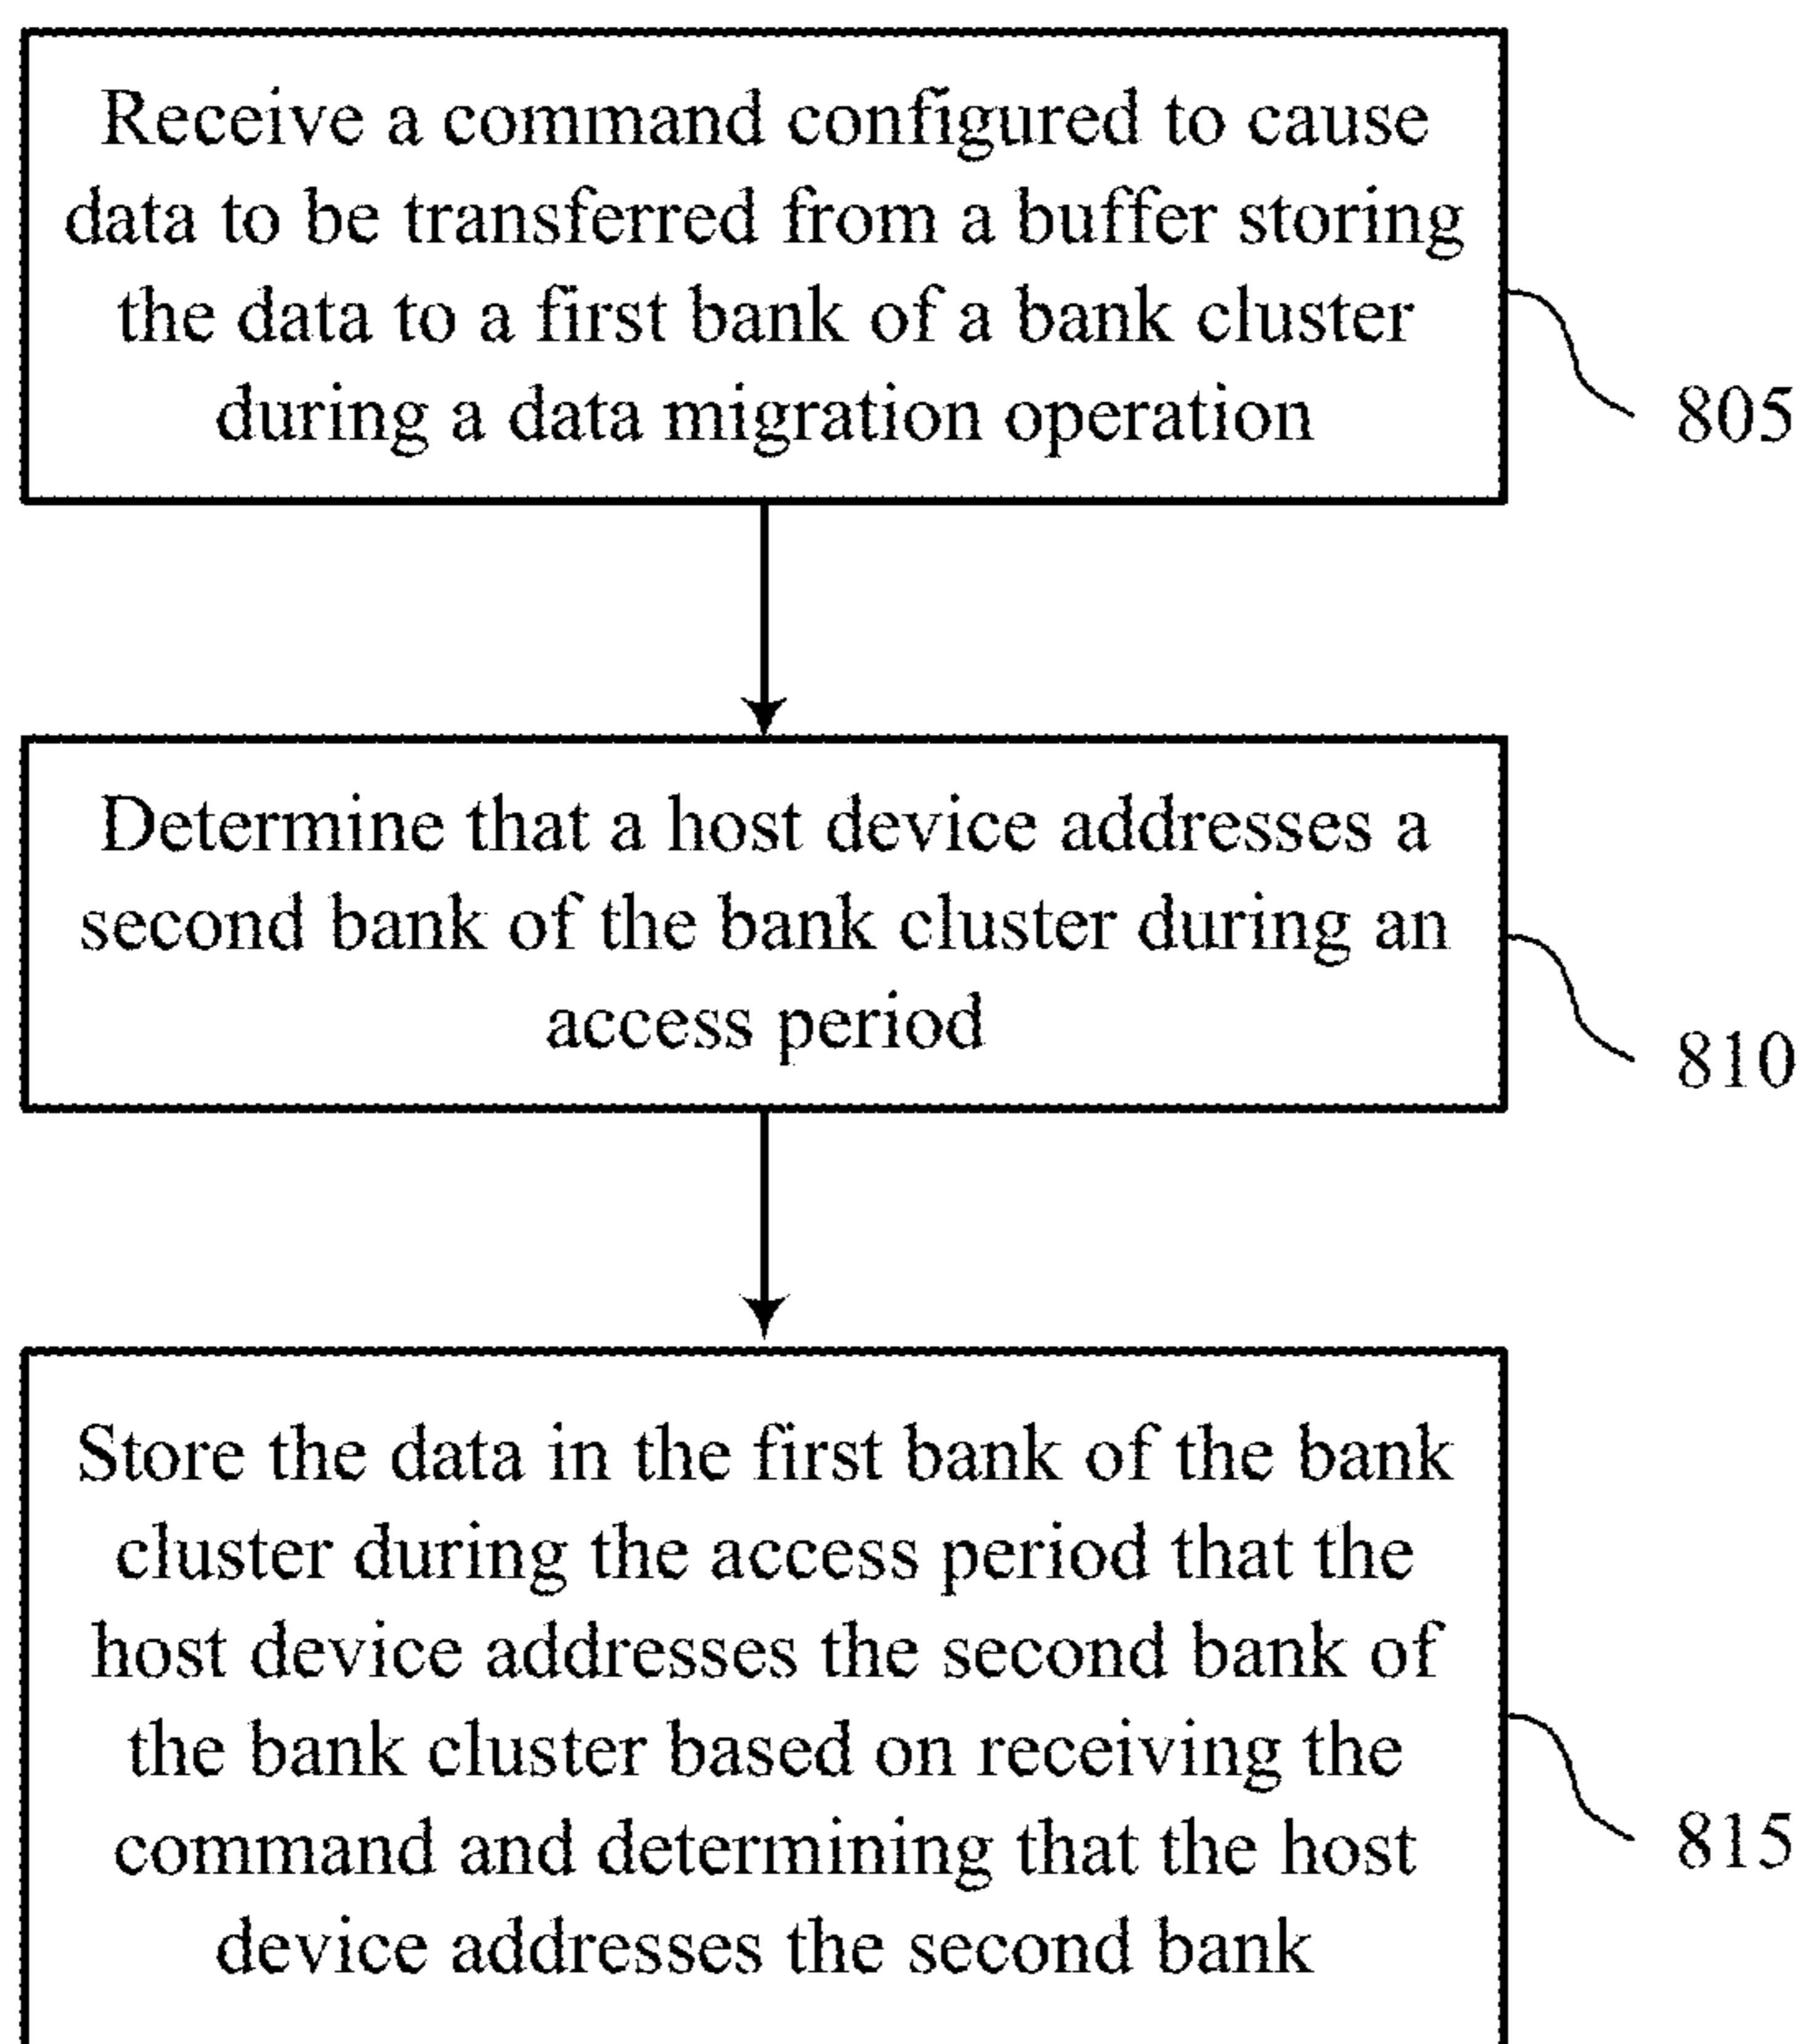 Receive a command configured to cause
data to be transferred from a buffer storing
the data to a first bank of a bank cluster
during a data migration operation
805
Determine that a host device addresses a
second bank of the bank cluster during an
access period
810
Store the data in the first bank of the bank
cluster during the access period that the
host device addresses the second bank of
the bank cluster based on receiving the
command and determining that the host
device addresses the second bank
815